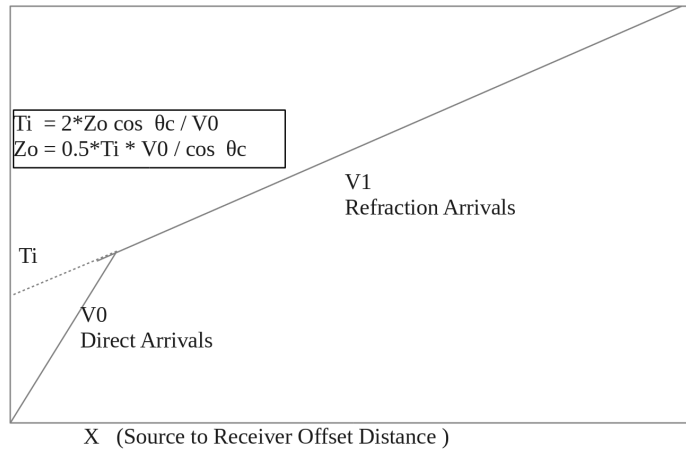 Ti = 2*Zo cos θc / V0
Zo = 0.5*Ti * V0 / cos θc
V1
Refraction Arrivals
Ti
V0
Direct Arrivals
X (Source to Receiver Offset Distance )